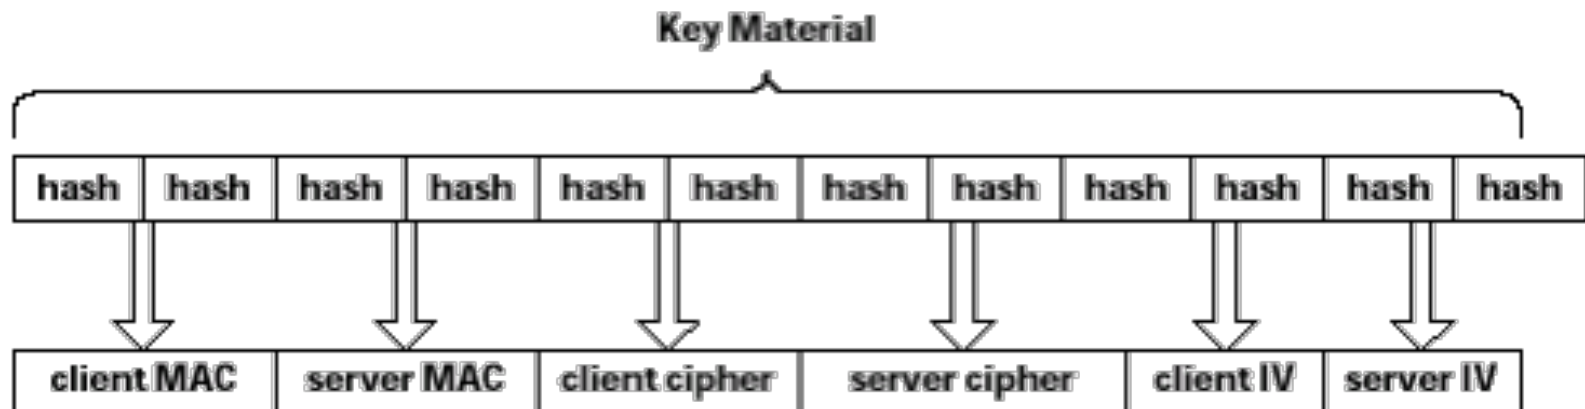 Key Material
hash hash hash hash hash hash hash hash hash hash hash hash
client MAC server MAC client cipher server cipher client IV server IV